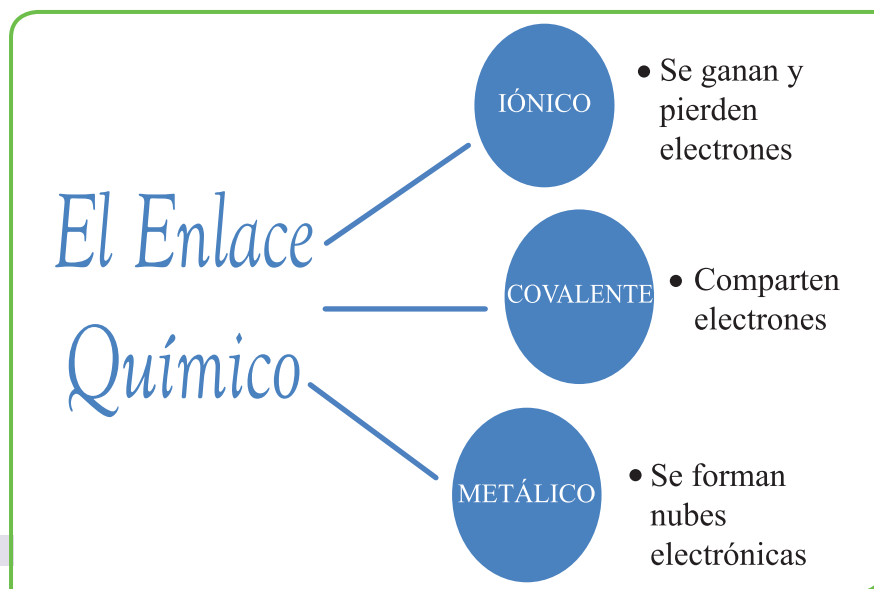 El Enlace
Químico
IÓNICO
• Se ganan y
pierden
electrones
COVALENTE
• Comparten
electrones
METÁLICO
• Se forman
nubes
electrónicas